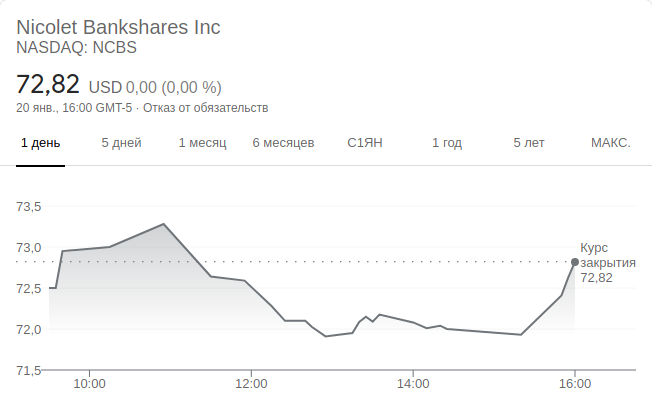 Nicolet Bankshares Inc
NASDAQ: NCBS
72,82 USD 0,00 (0,00 %)
20 янв., 16:00 GMT-5 · Отказ от обязательств
1 день 5 дней 1 месяц 6 месяцев С1ЯН 1 год 5 лет МАКС.
73,5
73,0
72,5
72,0
71,5
Курс
закрытия
72,82
10:00 12:00 14:00 16:00